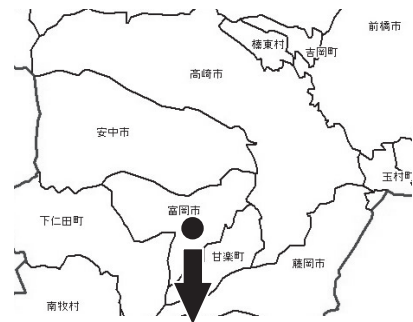 前橋市
榛東村
吉岡町
高崎市
安中市
玉村町
下仁田町
富岡市
甘楽町
藤岡市
南牧村